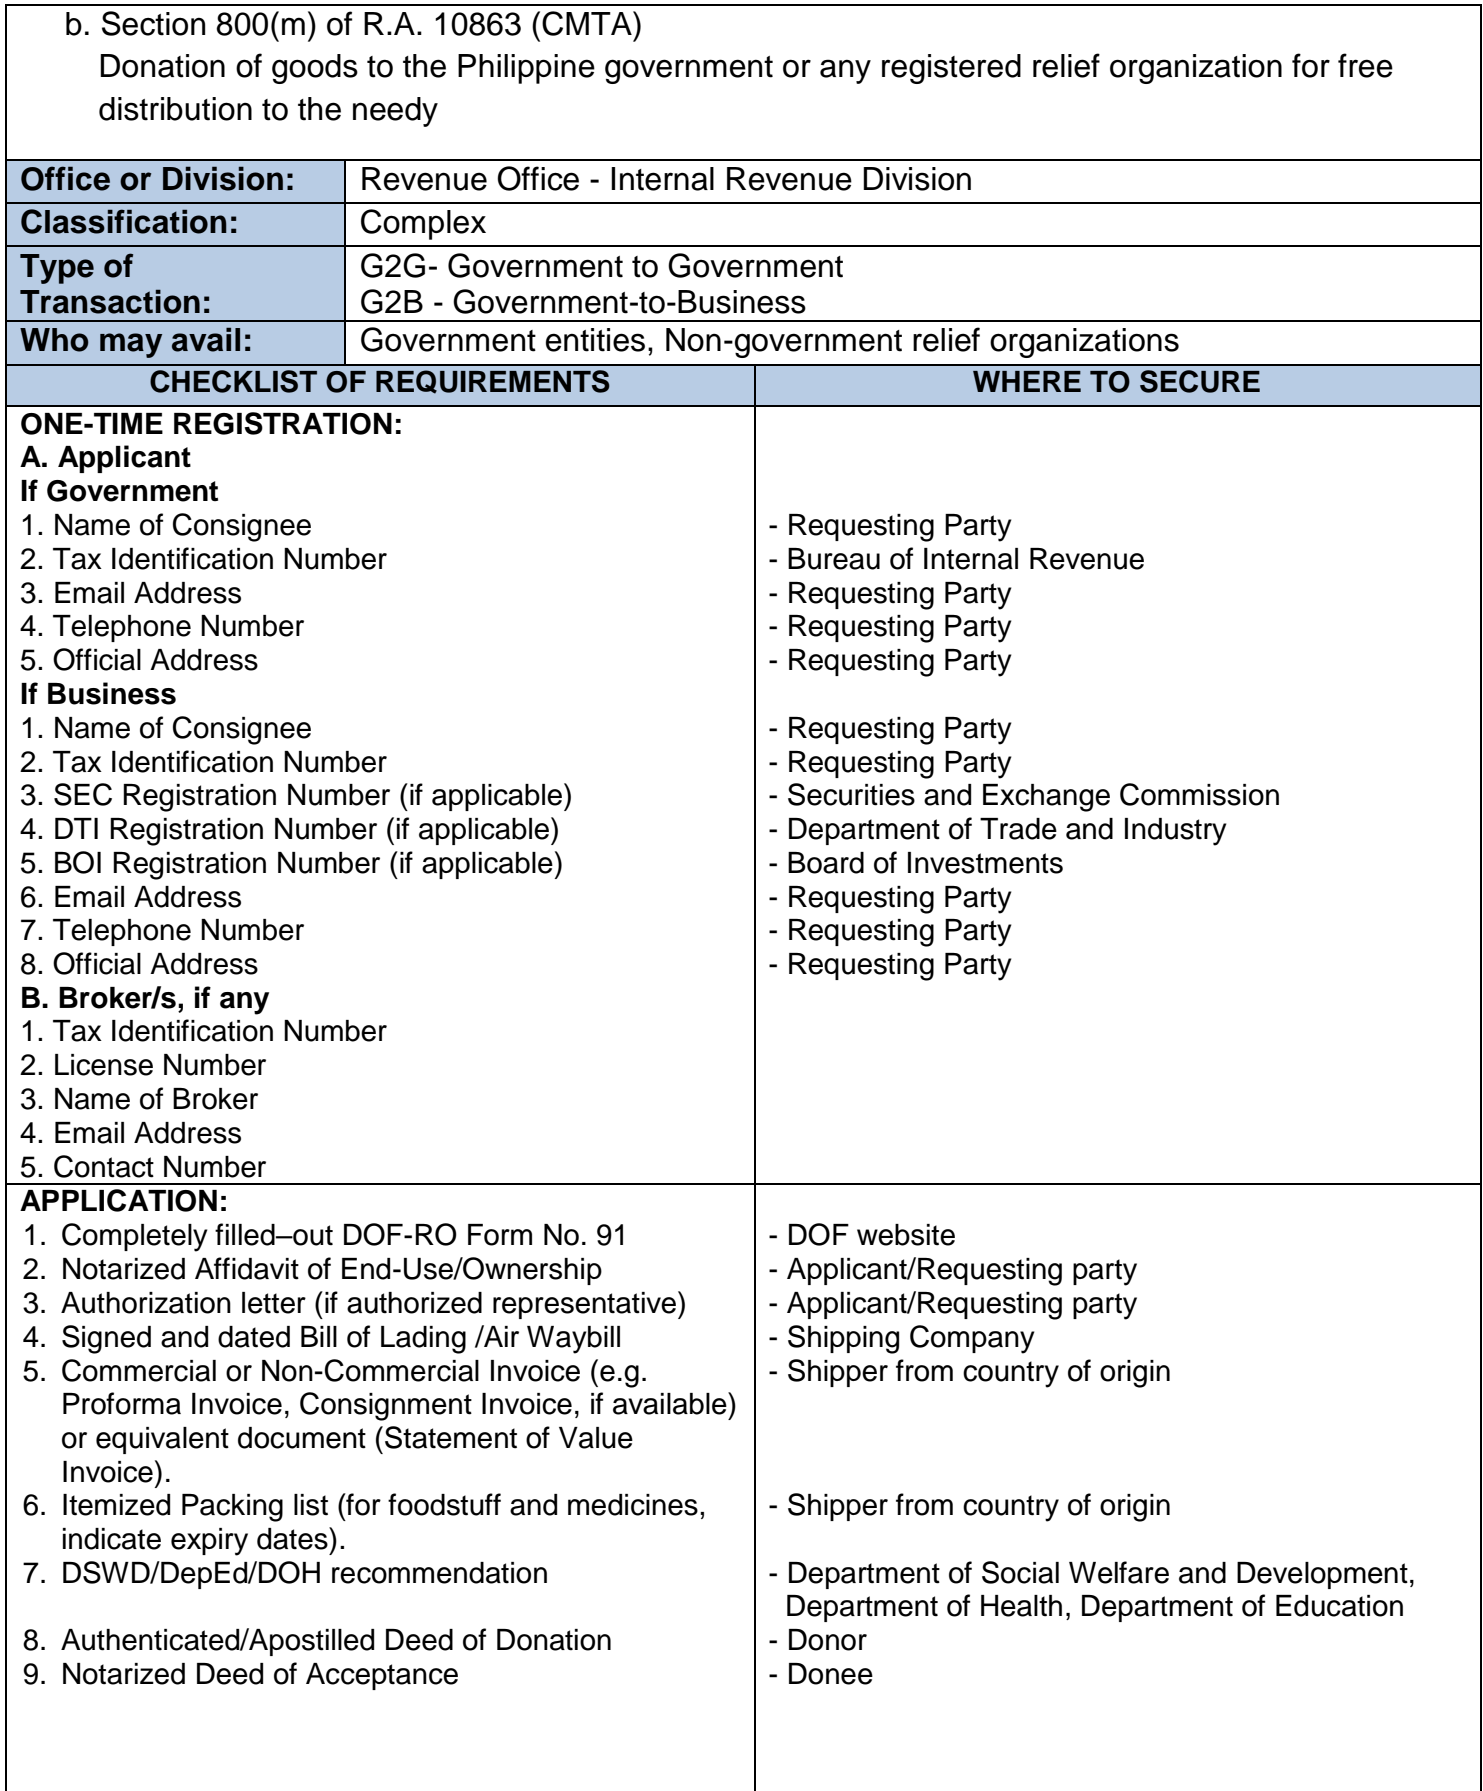 b. Section 800(m) of R.A. 10863 (CMTA)
Donation of goods to the Philippine government or any registered relief organization for free
distribution to the needy
Office or Division: Revenue Office - Internal Revenue Division
Classification: Complex
Type of G2G- Government to Government
Transaction: G2B - Government-to-Business
Who may avail: Government entities, Non-government relief organizations
CHECKLIST OF REQUIREMENTS WHERE TO SECURE
ONE-TIME REGISTRATION:
A. Applicant
If Government
1. Name of Consignee - Requesting Party
2. Tax Identification Number - Bureau of Internal Revenue
3. Email Address - Requesting Party
4. Telephone Number - Requesting Party
5. Official Address - Requesting Party
If Business
1. Name of Consignee - Requesting Party
2. Tax Identification Number - Requesting Party
3. SEC Registration Number (if applicable) - Securities and Exchange Commission
4. DTI Registration Number (if applicable) - Department of Trade and Industry
5. BOI Registration Number (if applicable) - Board of Investments
6. Email Address - Requesting Party
7. Telephone Number - Requesting Party
8. Official Address - Requesting Party
B. Broker/s, if any
1. Tax Identification Number
2. License Number
3. Name of Broker
4. Email Address
5. Contact Number
APPLICATION:
1. Completely filled–out DOF-RO Form No. 91 - DOF website
2. Notarized Affidavit of End-Use/Ownership - Applicant/Requesting party
3. Authorization letter (if authorized representative) - Applicant/Requesting party
4. Signed and dated Bill of Lading /Air Waybill - Shipping Company
5. Commercial or Non-Commercial Invoice (e.g. - Shipper from country of origin
Proforma Invoice, Consignment Invoice, if available)
or equivalent document (Statement of Value
Invoice).
6. Itemized Packing list (for foodstuff and medicines, - Shipper from country of origin
indicate expiry dates).
7. DSWD/DepEd/DOH recommendation - Department of Social Welfare and Development,
Department of Health, Department of Education
8. Authenticated/Apostilled Deed of Donation - Donor
9. Notarized Deed of Acceptance - Donee